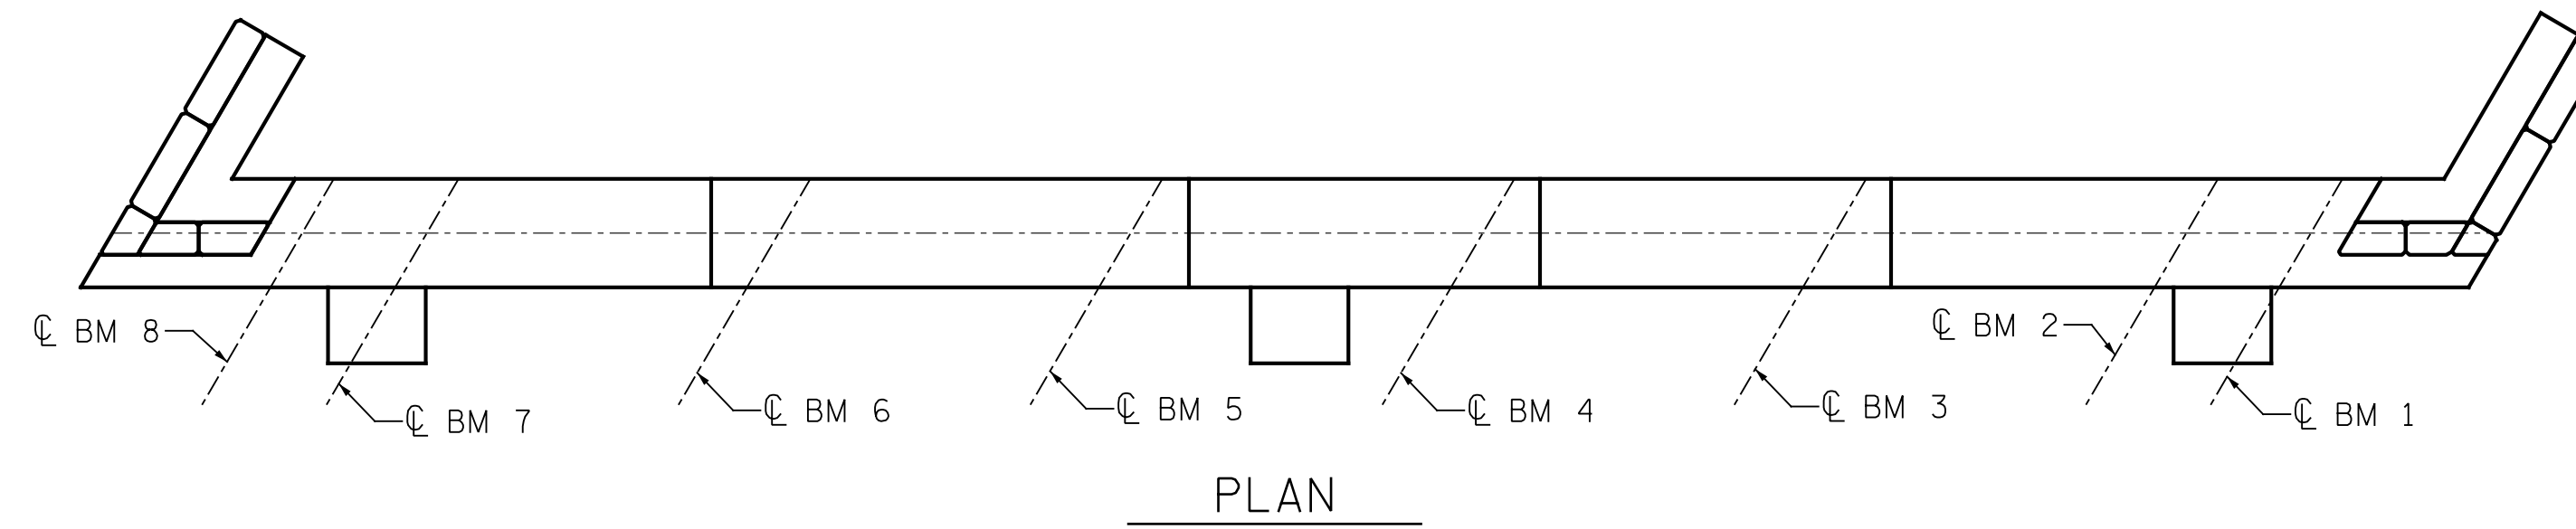 ℄ BM 8
℄ BM 7
℄ BM 6
℄ BM 5
℄ BM 4
℄ BM 3
℄ BM 2
℄ BM 1
PLAN